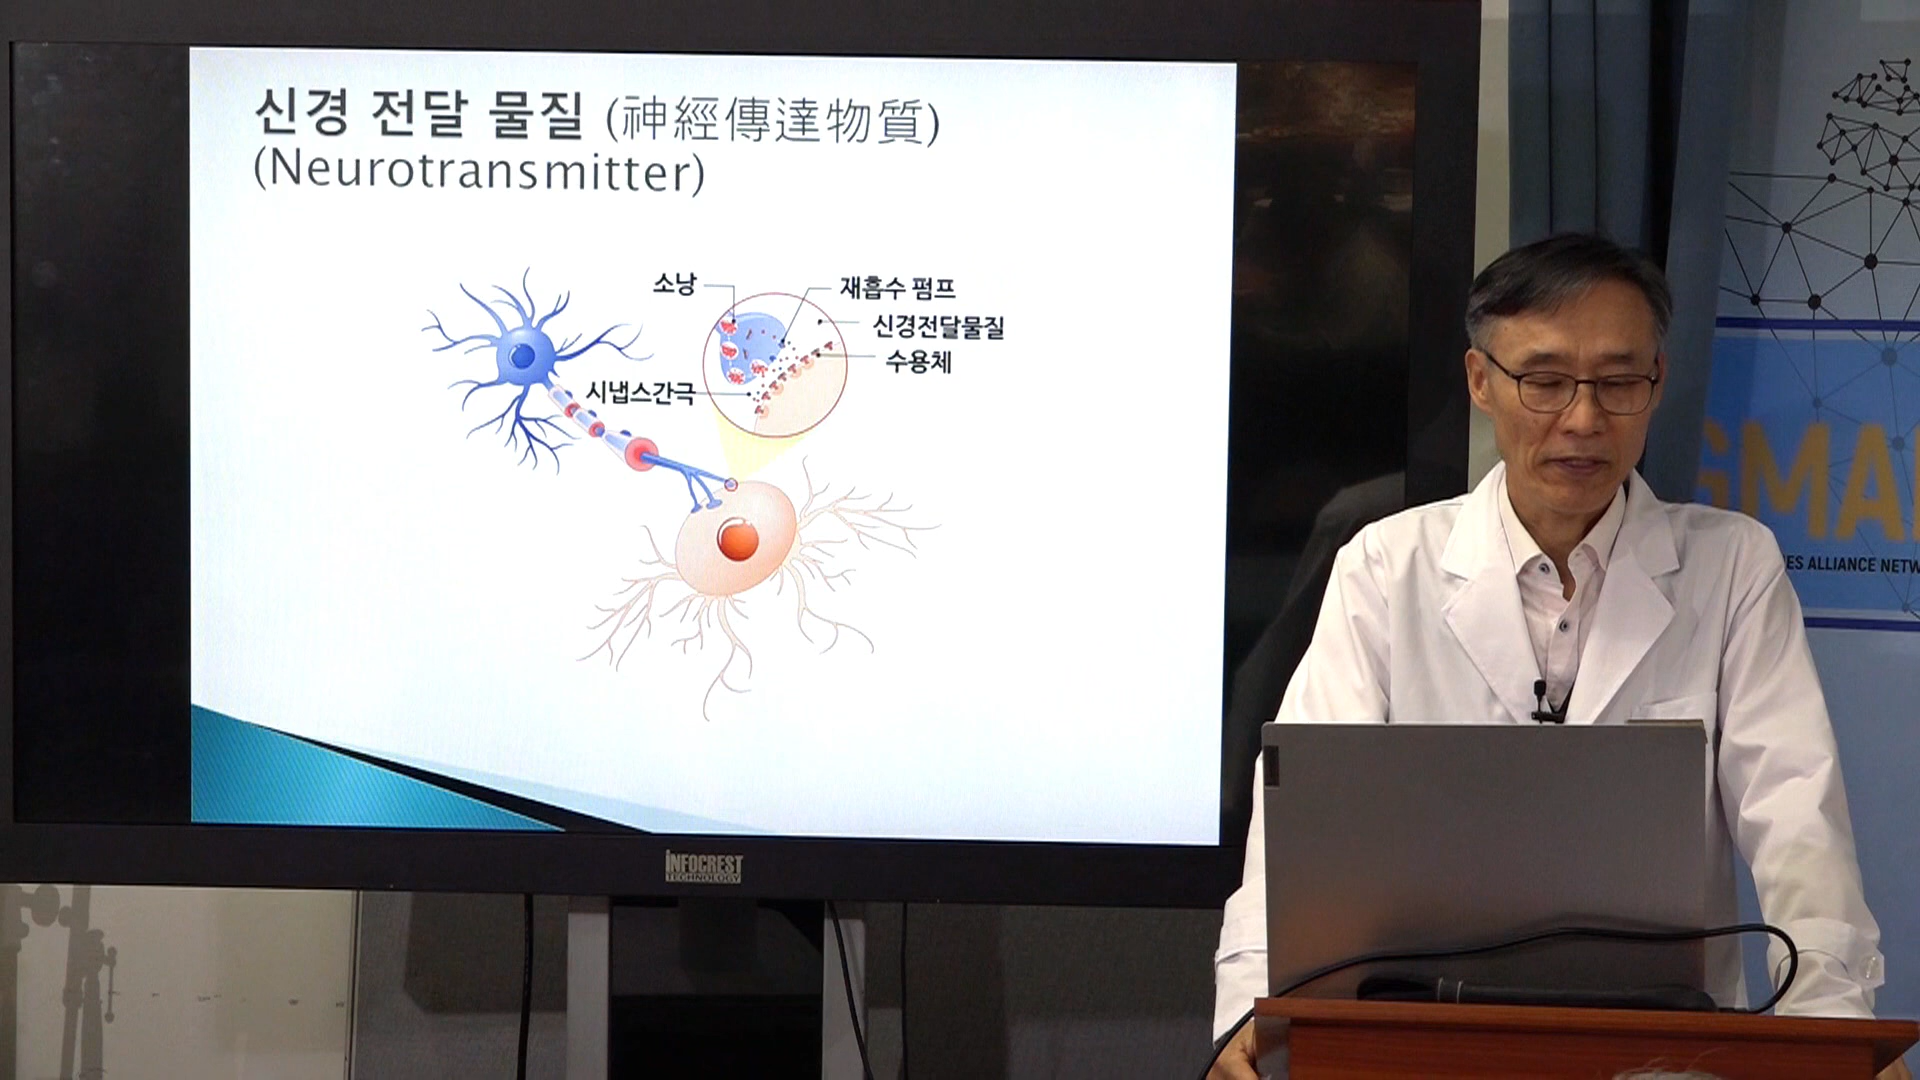 신경 전달 물질 (神經傳達物質)
(Neurotransmitter)
소낭
재흡수 펌프
신경전달물질
수용체
시냅스간극
INFOCREST
TECHNOLOGY
GMA
ES ALLIANCE NETW